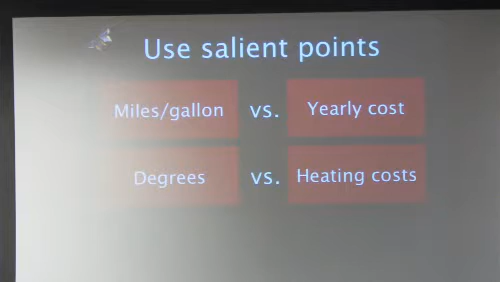 Use salient points
Miles/gallon vs. Yearly cost
Degrees vs. Heating costs